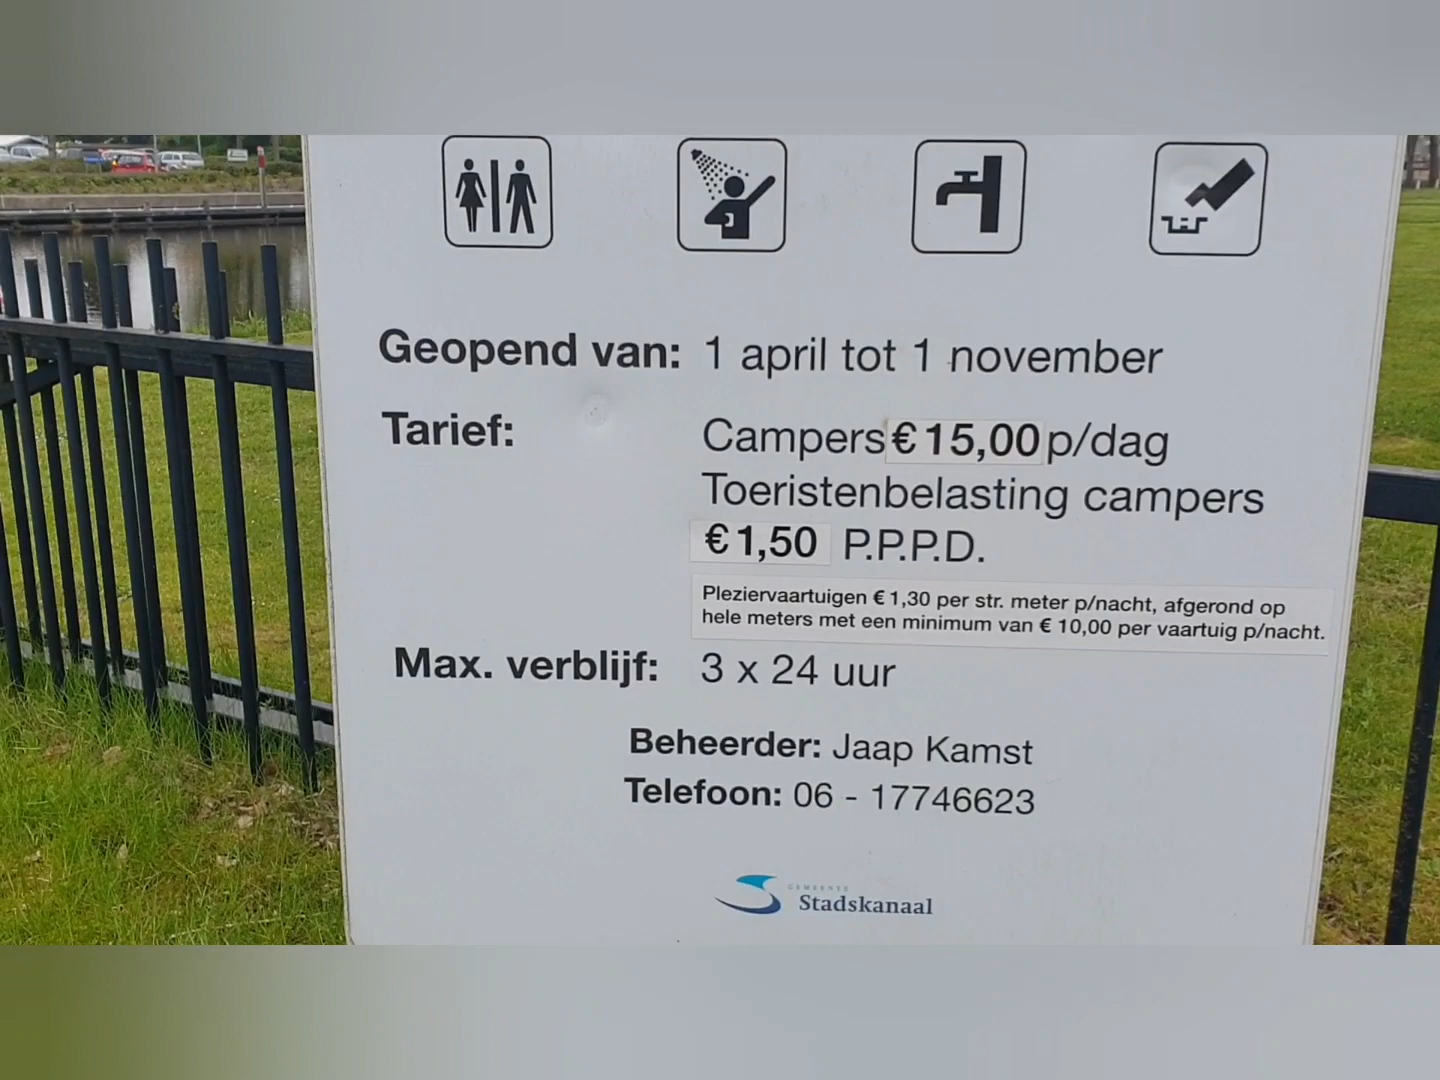 Geopend van: 1 april tot 1 november
Tarief: Campers € 15,00 p/dag
Toeristenbelasting campers
€ 1,50 P.P.P.D.
Pleziervaartuigen € 1,30 per str. meter p/nacht, afgerond op
hele meters met een minimum van € 10,00 per vaartuig p/nacht.
Max. verblijf: 3 x 24 uur
Beheerder: Jaap Kamst
Telefoon: 06 - 17746623
GEMEENTE
Stadskanaal